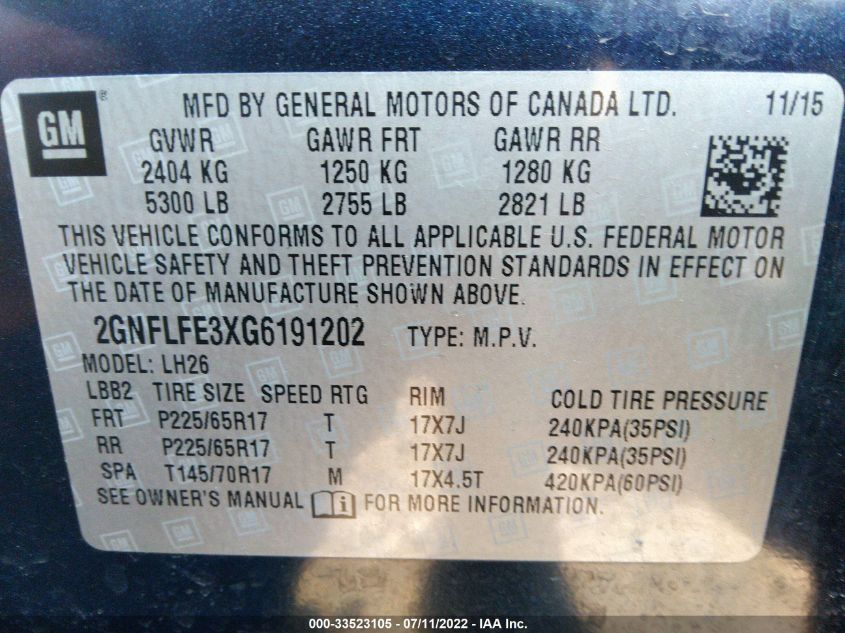 GM ® MFD BY GENERAL MOTORS OF CANADA LTD. 11/15
GVWR GAWR FRT GAWR RR
2404 KG 1250 KG 1280 KG
5300 LB 2755 LB 2821 LB
THIS VEHICLE CONFORMS TO ALL APPLICABLE U.S. FEDERAL MOTOR
VEHICLE SAFETY AND THEFT PREVENTION STANDARDS IN EFFECT ON
THE DATE OF MANUFACTURE SHOWN ABOVE.
2GNFLFE3XG6191202 TYPE: M.P.V.
MODEL: LH26
LBB2 TIRE SIZE SPEED RTG RIM COLD TIRE PRESSURE
FRT P225/65R17 T 17X7J 240KPA(35PSI)
RR P225/65R17 T 17X7J 240KPA(35PSI)
SPA T145/70R17 M 17X4.5T 420KPA(60PSI)
SEE OWNER'S MANUAL FOR MORE INFORMATION.
000-33523105 - 07/11/2022 - IAA Inc.